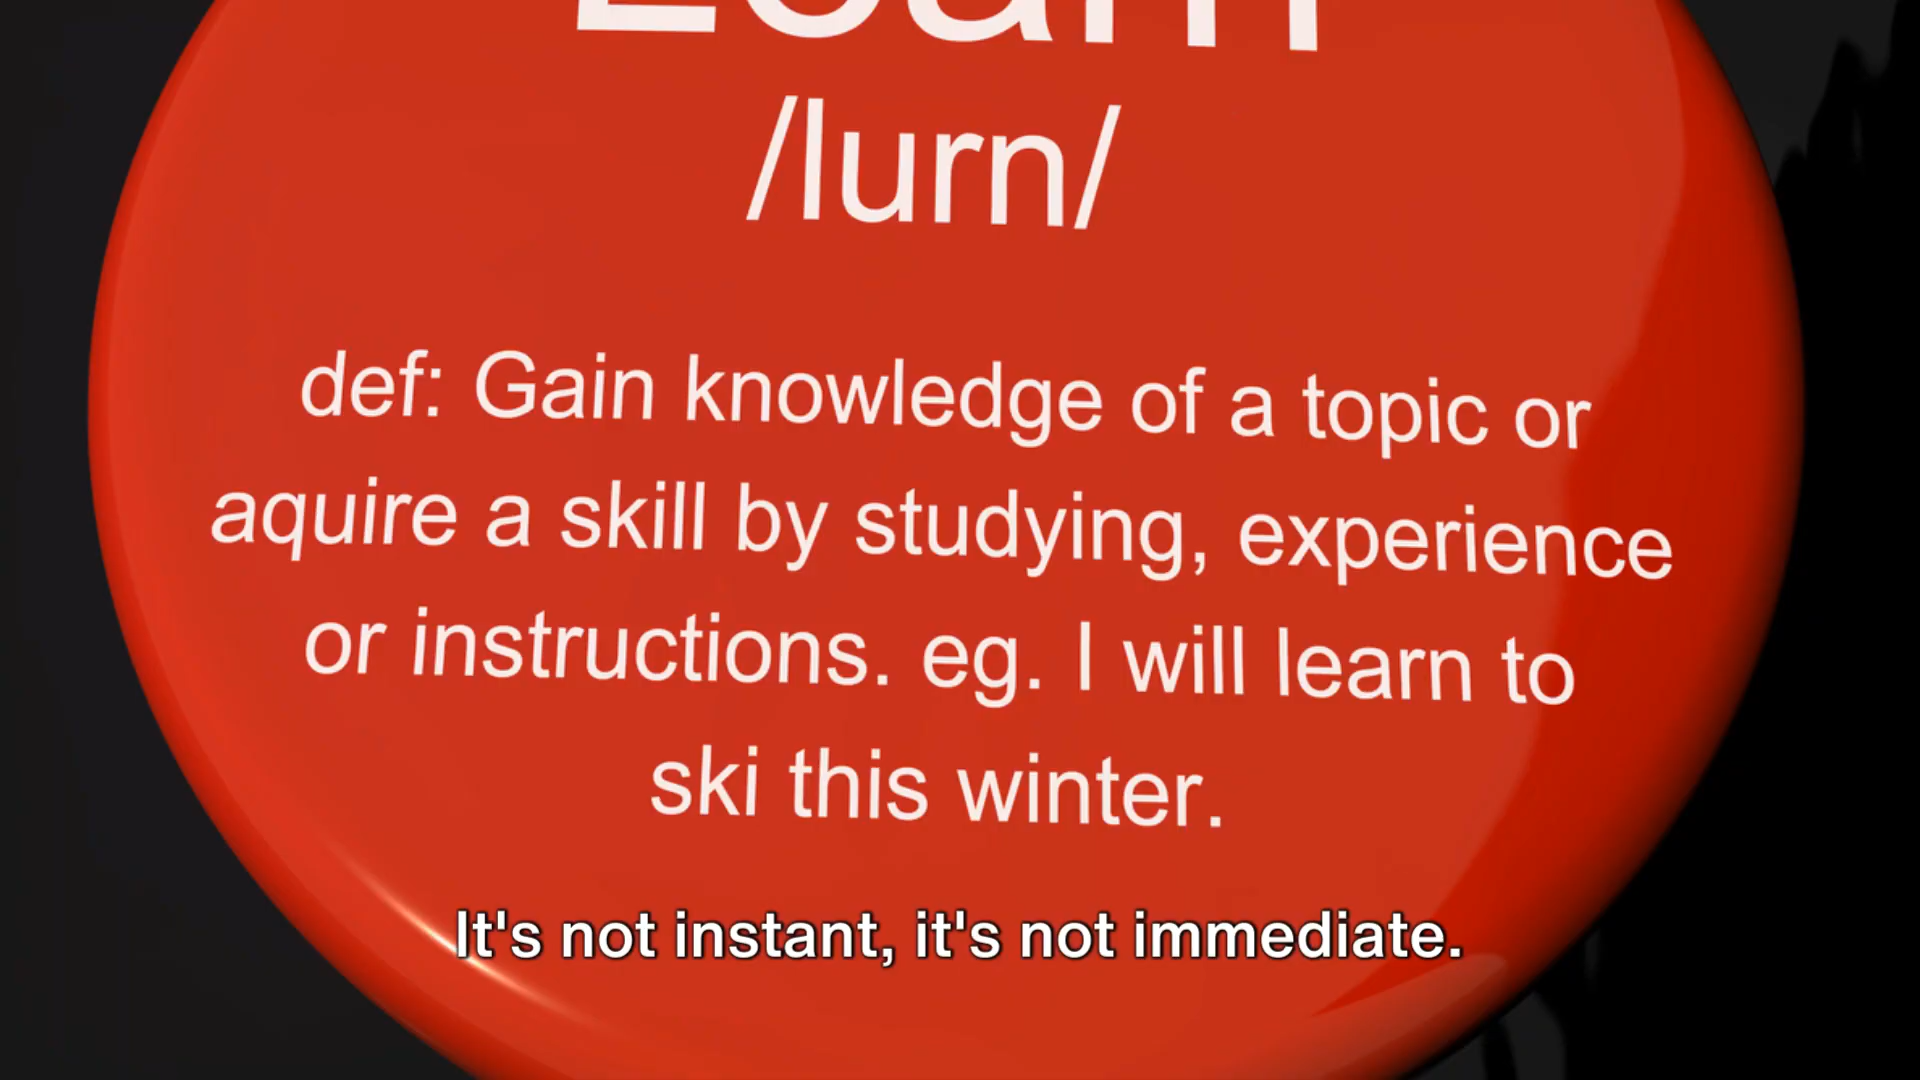 Learn
/lurn/
def: Gain knowledge of a topic or
aquire a skill by studying, experience
or instructions. eg. I will learn to
ski this winter.
It's not instant, it's not immediate.